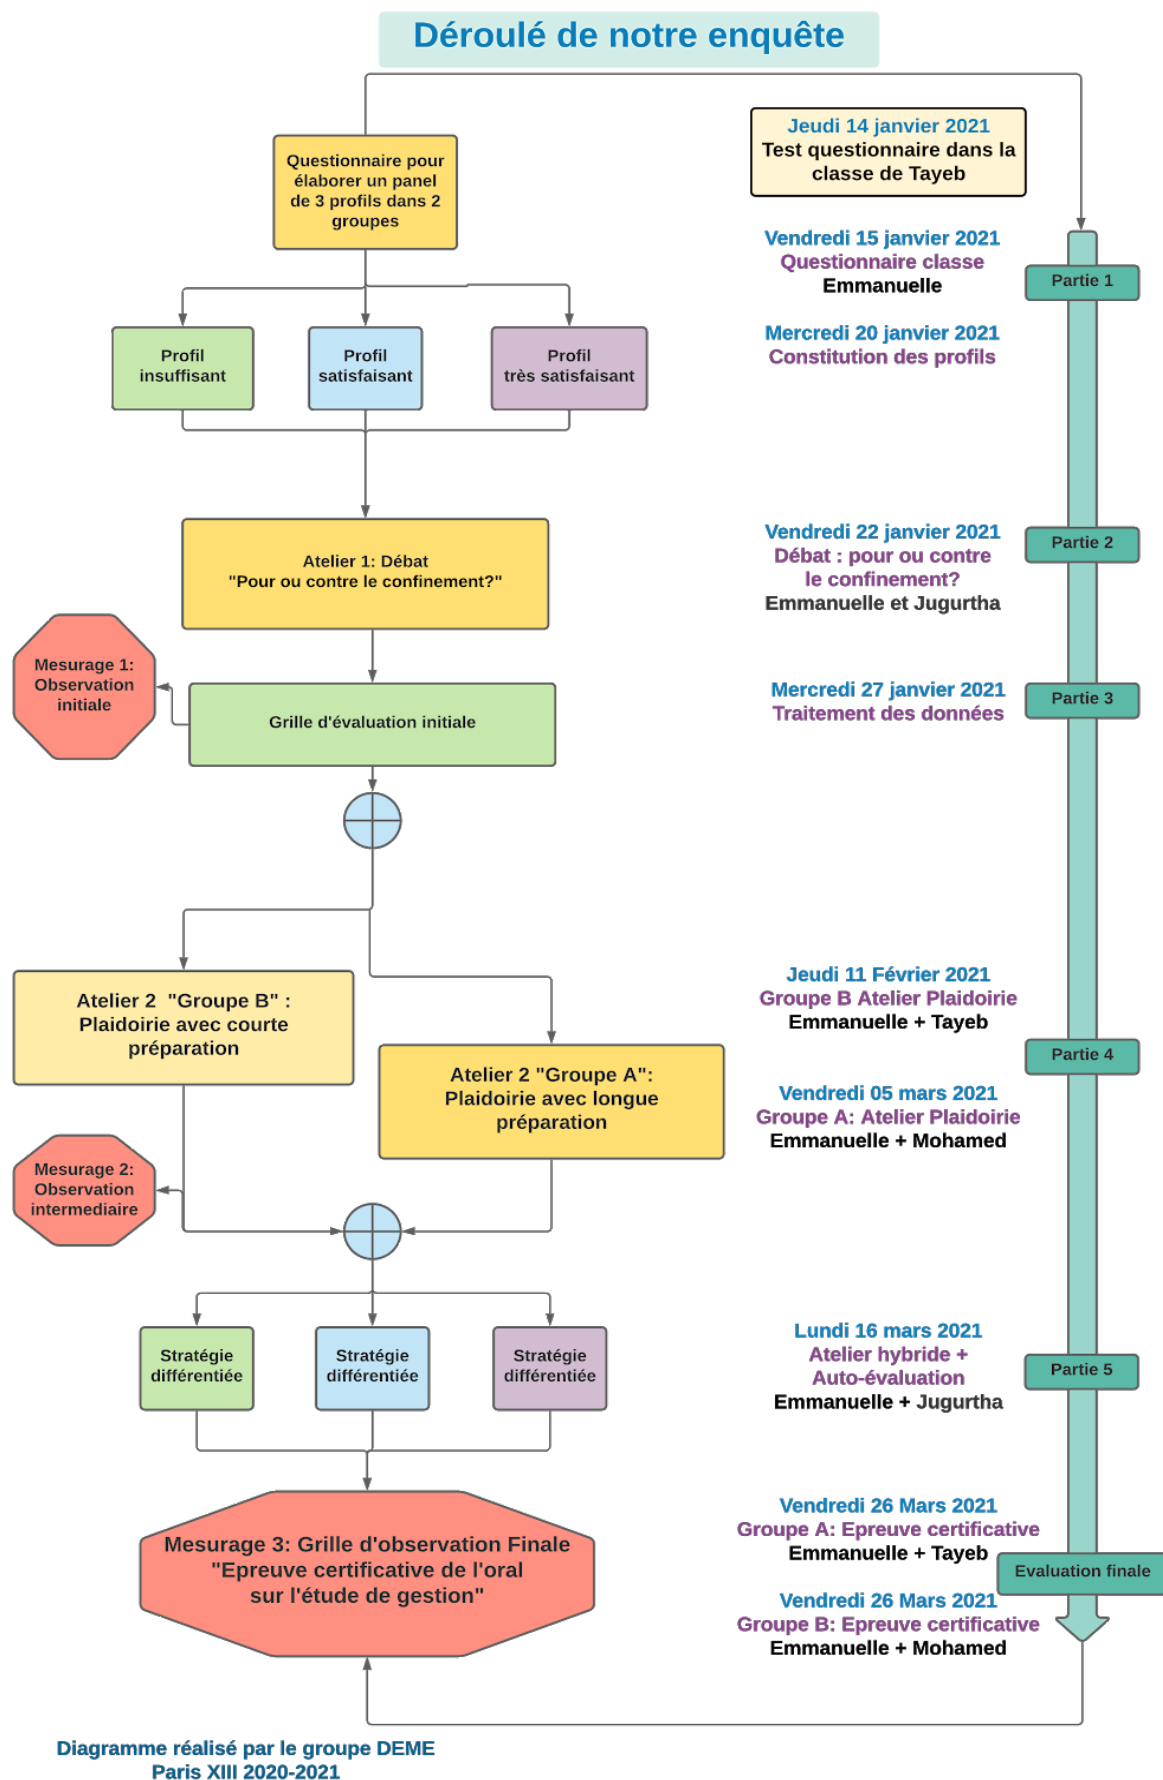 Déroulé de notre enquête
Questionnaire pour
élaborer un panel
de 3 profils dans 2
groupes
Profil
insuffisant
Profil
satisfaisant
Profil
très satisfaisant
Atelier 1: Débat
"Pour ou contre le confinement?"
Mesurage 1:
Observation
initiale
Grille d'évaluation initiale
Atelier 2  "Groupe B" :
Plaidoirie avec courte
préparation
Atelier 2 "Groupe A":
Plaidoirie avec longue
préparation
Mesurage 2:
Observation
intermediaire
Stratégie
différentiée
Stratégie
différentiée
Stratégie
différentiée
Mesurage 3: Grille d'observation Finale
"Epreuve certificative de l'oral
sur l'étude de gestion"
Jeudi 14 janvier 2021
Test questionnaire dans la
classe de Tayeb
Vendredi 15 janvier 2021
Questionnaire classe
Emmanuelle
Partie 1
Mercredi 20 janvier 2021
Constitution des profils
Vendredi 22 janvier 2021
Débat : pour ou contre
le confinement?
Emmanuelle et Jugurtha
Partie 2
Mercredi 27 janvier 2021
Traitement des données
Partie 3
Jeudi 11 Février 2021
Groupe B Atelier Plaidoirie
Emmanuelle + Tayeb
Partie 4
Vendredi 05 mars 2021
Groupe A: Atelier Plaidoirie
Emmanuelle + Mohamed
Lundi 16 mars 2021
Atelier hybride +
Auto-évaluation
Emmanuelle + Jugurtha
Partie 5
Vendredi 26 Mars 2021
Groupe A: Epreuve certificative
Emmanuelle + Tayeb
Evaluation finale
Vendredi 26 Mars 2021
Groupe B: Epreuve certificative
Emmanuelle + Mohamed
Diagramme réalisé par le groupe DEME
Paris XIII 2020-2021